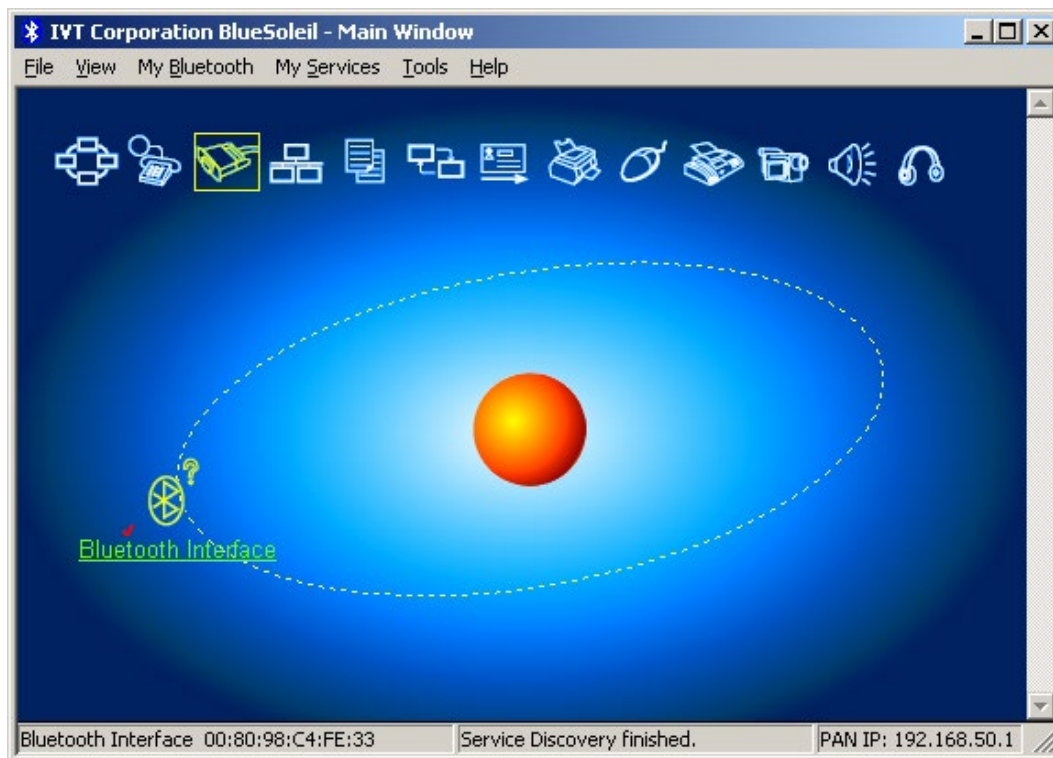 IVT Corporation BlueSoleil - Main Window
File View My Bluetooth My Services Tools Help
Bluetooth Interface
Bluetooth Interface 00:80:98:C4:FE:33 Service Discovery finished. PAN IP: 192.168.50.1